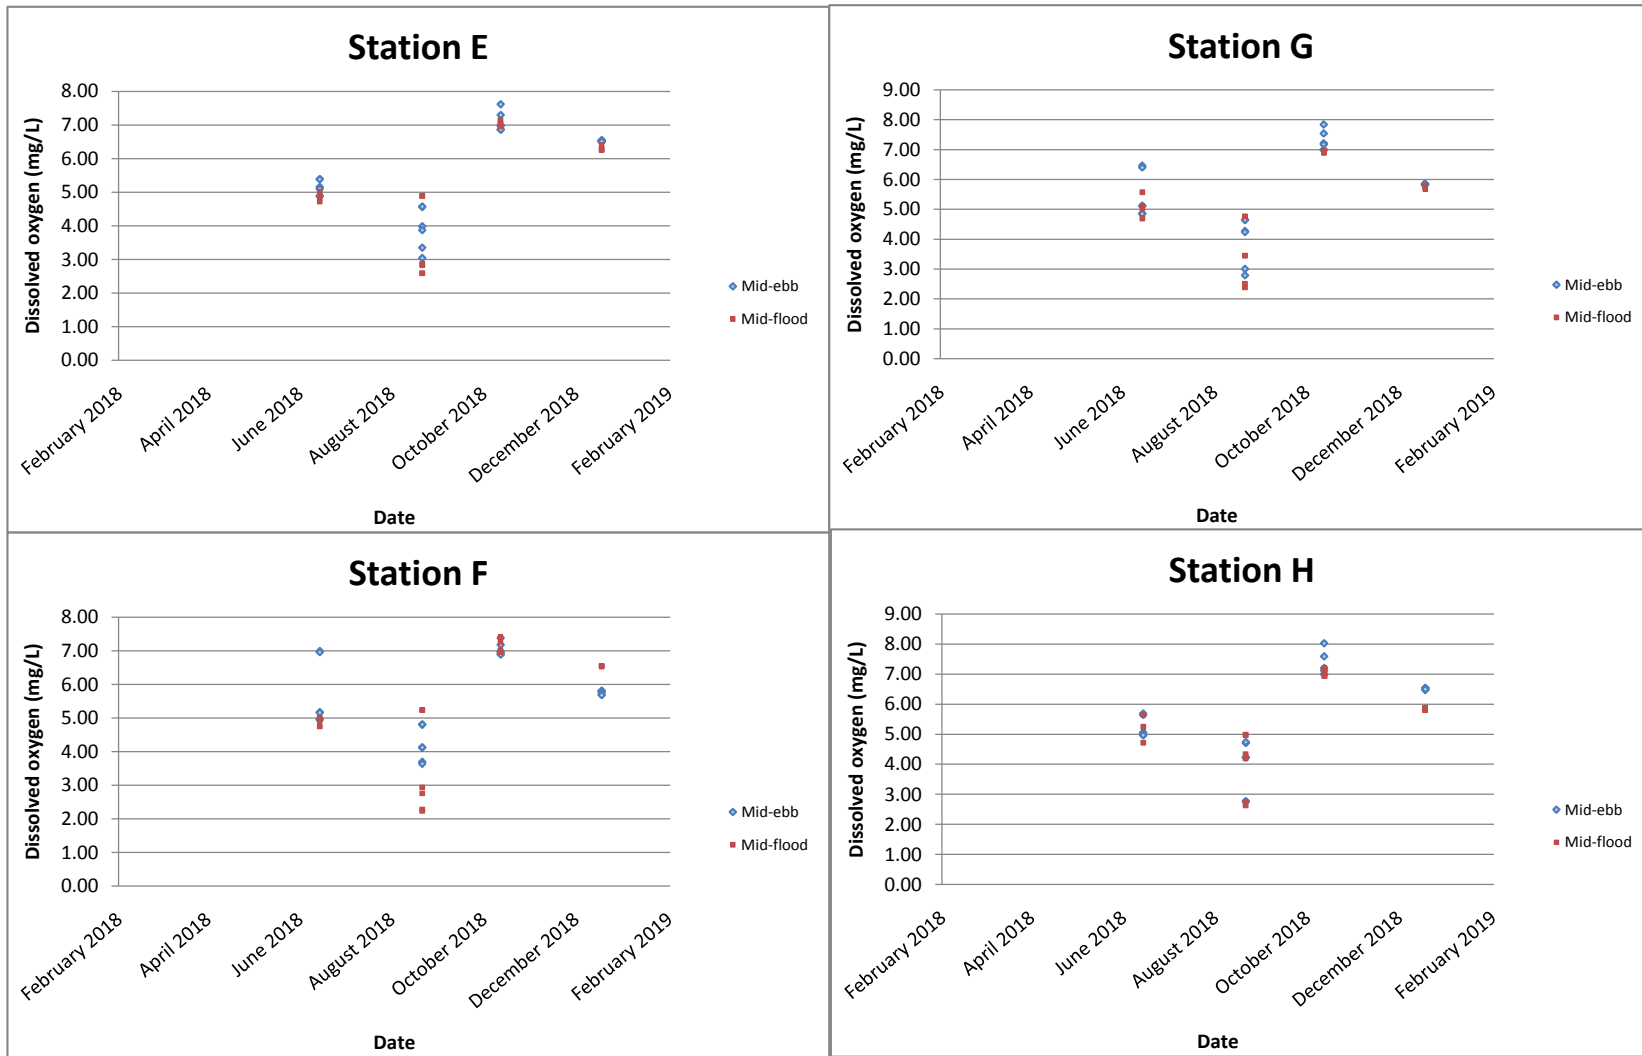 Station E
Dissolved oxygen (mg/L)
8.00
7.00
6.00
5.00
4.00
3.00
2.00
1.00
0.00
February 2018
April 2018
June 2018
August 2018
October 2018
December 2018
February 2019
Date
Mid-ebb
Mid-flood
Station G
Dissolved oxygen (mg/L)
9.00
8.00
7.00
6.00
5.00
4.00
3.00
2.00
1.00
0.00
February 2018
April 2018
June 2018
August 2018
October 2018
December 2018
February 2019
Date
Mid-ebb
Mid-flood
Station F
Dissolved oxygen (mg/L)
8.00
7.00
6.00
5.00
4.00
3.00
2.00
1.00
0.00
February 2018
April 2018
June 2018
August 2018
October 2018
December 2018
February 2019
Date
Mid-ebb
Mid-flood
Station H
Dissolved oxygen (mg/L)
9.00
8.00
7.00
6.00
5.00
4.00
3.00
2.00
1.00
0.00
February 2018
April 2018
June 2018
August 2018
October 2018
December 2018
February 2019
Date
Mid-ebb
Mid-flood